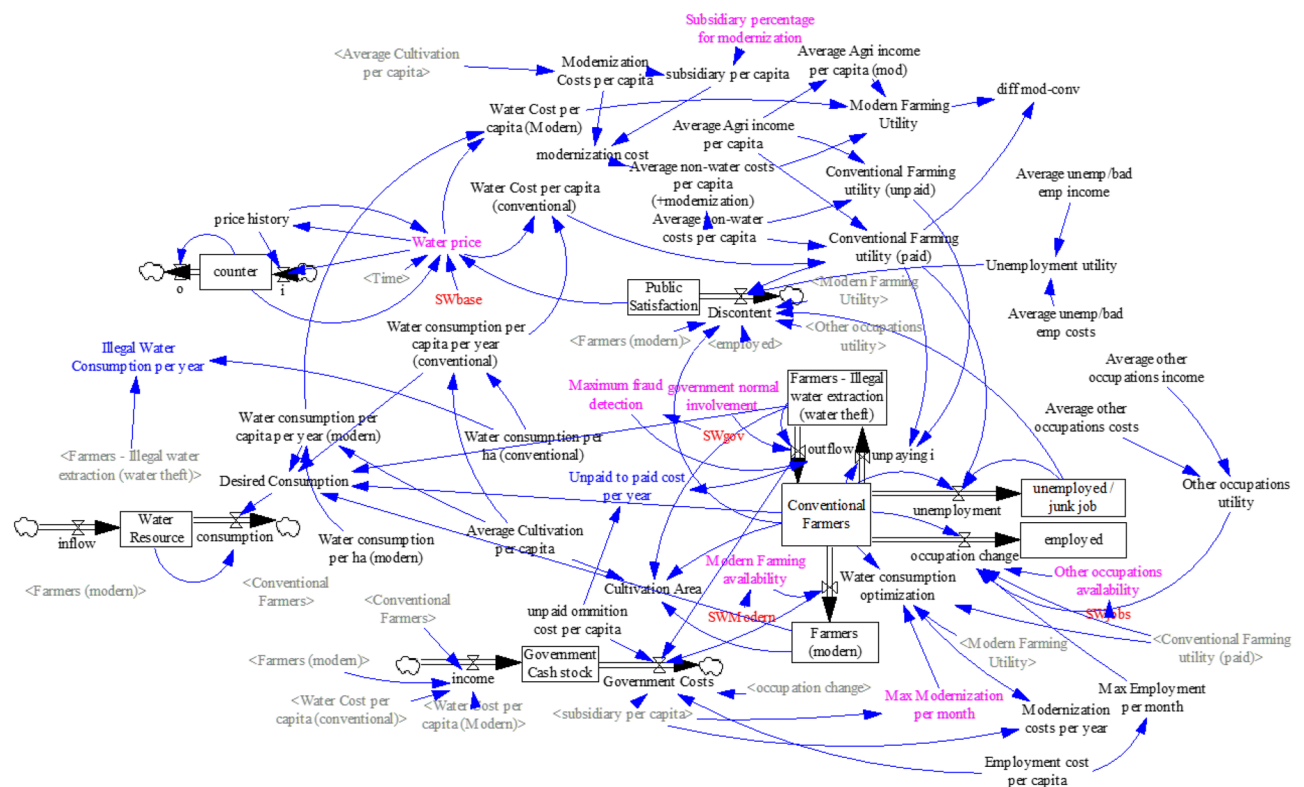 Subsidiary percentage
for modernization
<Average Cultivation
per capita>
Modernization
Costs per capita
subsidiary per capita
Average Agri income
per capita (mod)
diff mod-conv
Water Cost per
capita (Modern)
Modern Farming
Utility
Average Agri income
per capita
modernization cost
Average non-water costs
per capita
(+modernization)
Conventional Farming
utility (unpaid)
Average unemp/bad
emp income
Water Cost per capita
(conventional)
Average non-water
costs per capita
price history
Water price
Conventional Farming
utility (paid)
Unemployment utility
counter
o
i
<Time>
SWbase
Public
Satisfaction
Discontent
<Modern Farming
Utility>
Average unemp/bad
emp costs
Water consumption per
capita per year
(conventional)
<Farmers (modern)>
<employed>
<Other occupations
utility>
Illegal Water
Consumption per year
Average other
occupations income
Maximum fraud
detection
government normal
involvement
Farmers - Illegal
water extraction
(water theft)
Average other
occupations costs
Water consumption per
capita per year (modern)
Water consumption per
ha (conventional)
SWgov
outflow
unpaying i
<Farmers - Illegal water
extraction (water theft)>
Desired Consumption
Unpaid to paid cost
per year
Other occupations
utility
Conventional
Farmers
unemployment
unemployed /
junk job
inflow
Water
Resource
consumption
Water consumption
per ha (modern)
Average Cultivation
per capita
occupation change
employed
<Farmers (modern)>
<Conventional
Farmers>
Cultivation Area
Modern Farming
availability
Water consumption
optimization
Other occupations
availability
<Conventional
Farmers>
unpaid ommition
cost per capita
SWModern
SWjobs
Farmers
(modern)
<Modern Farming
Utility>
<Conventional Farming
utility (paid)>
<Farmers (modern)>
income
Government
Cash stock
Government Costs
<occupation change>
<Water Cost per
capita (conventional)>
<Water Cost per
capita (Modern)>
<subsidiary per capita>
Max Modernization
per month
Modernization
costs per year
Max Employment
per month
Employment cost
per capita